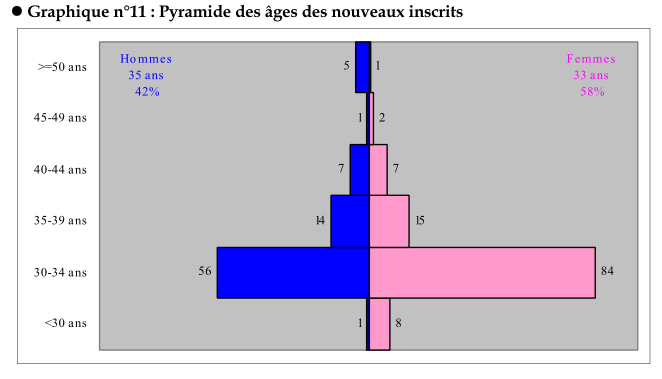 ● Graphique n°11 : Pyramide des âges des nouveaux inscrits
Hommes
35 ans
42%
Femmes
33 ans
58%
>=50 ans 5 1
45-49 ans 1 2
40-44 ans 7 7
35-39 ans 14 15
30-34 ans 56 84
<30 ans 1 8